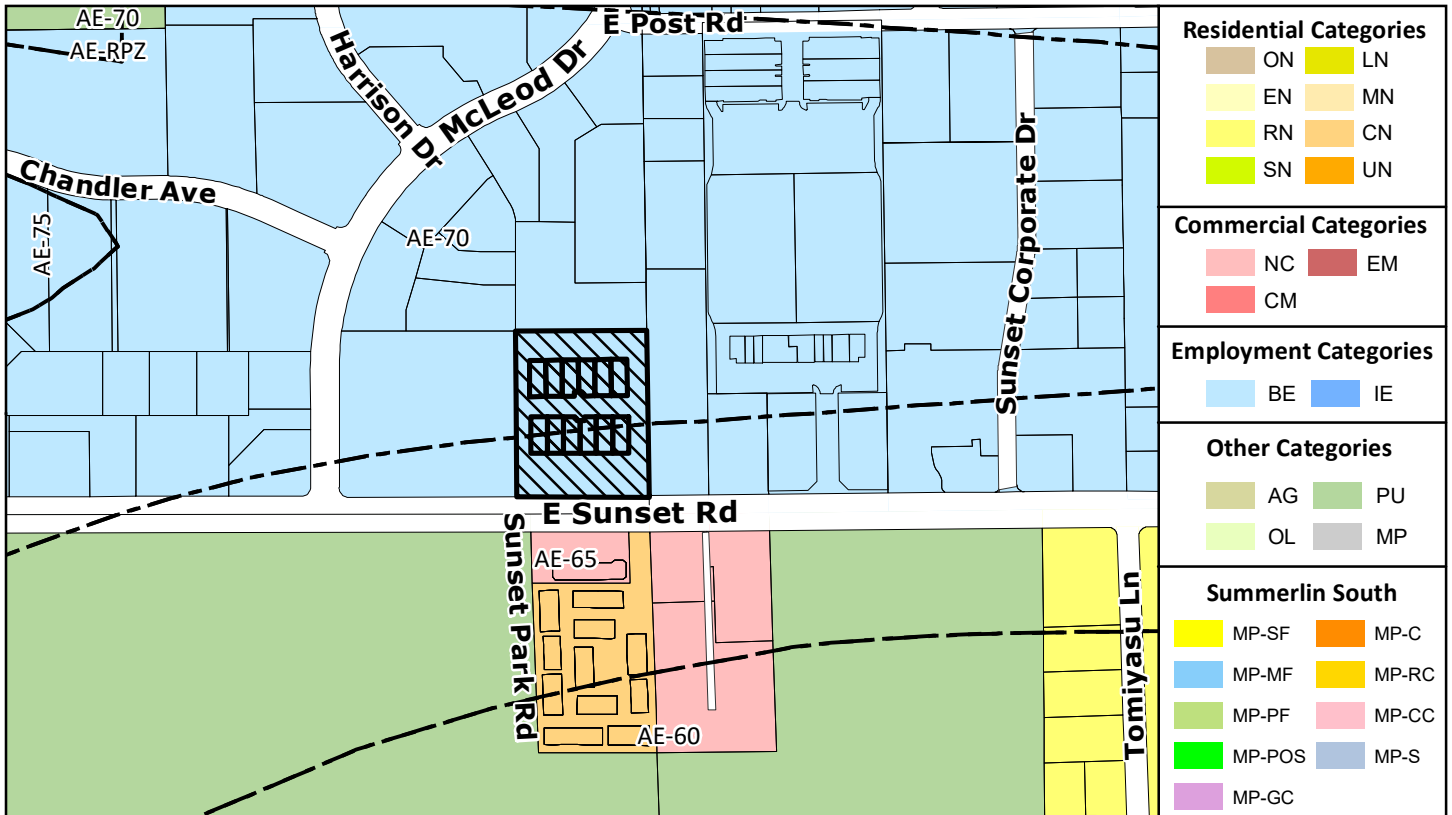 AE-70
AE-RPZ
E Post Rd
Harrison Dr
McLeod Dr
Chandler Ave
AE-75
AE-70
Sunset Corporate Dr
E Sunset Rd
Sunset Park Rd
AE-65
AE-60
Tomiyasu Ln
Residential Categories
ON LN
EN MN
RN CN
SN UN
Commercial Categories
NC EM
CM
Employment Categories
BE IE
Other Categories
AG PU
OL MP
Summerlin South
MP-SF MP-C
MP-MF MP-RC
MP-PF MP-CC
MP-POS MP-S
MP-GC